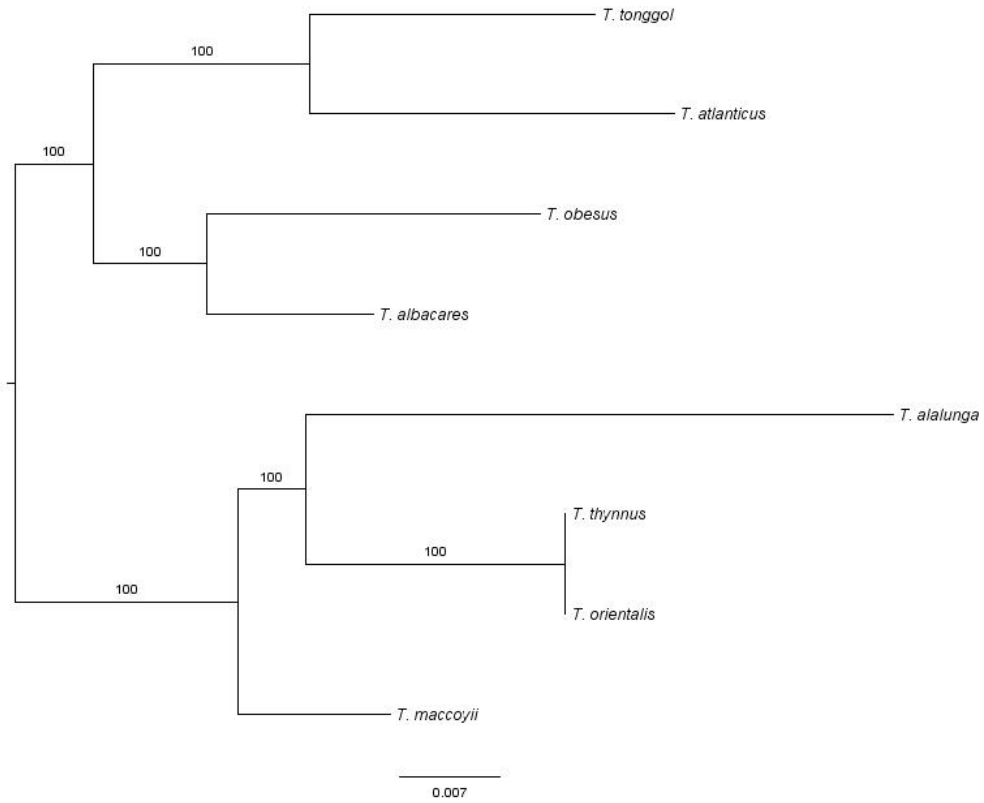 T. tonggol
100
T. atlanticus
100
T. obesus
100
T. albacares
T. alalunga
100
T. thynnus
100
100
T. orientalis
T. maccoyii
0.007